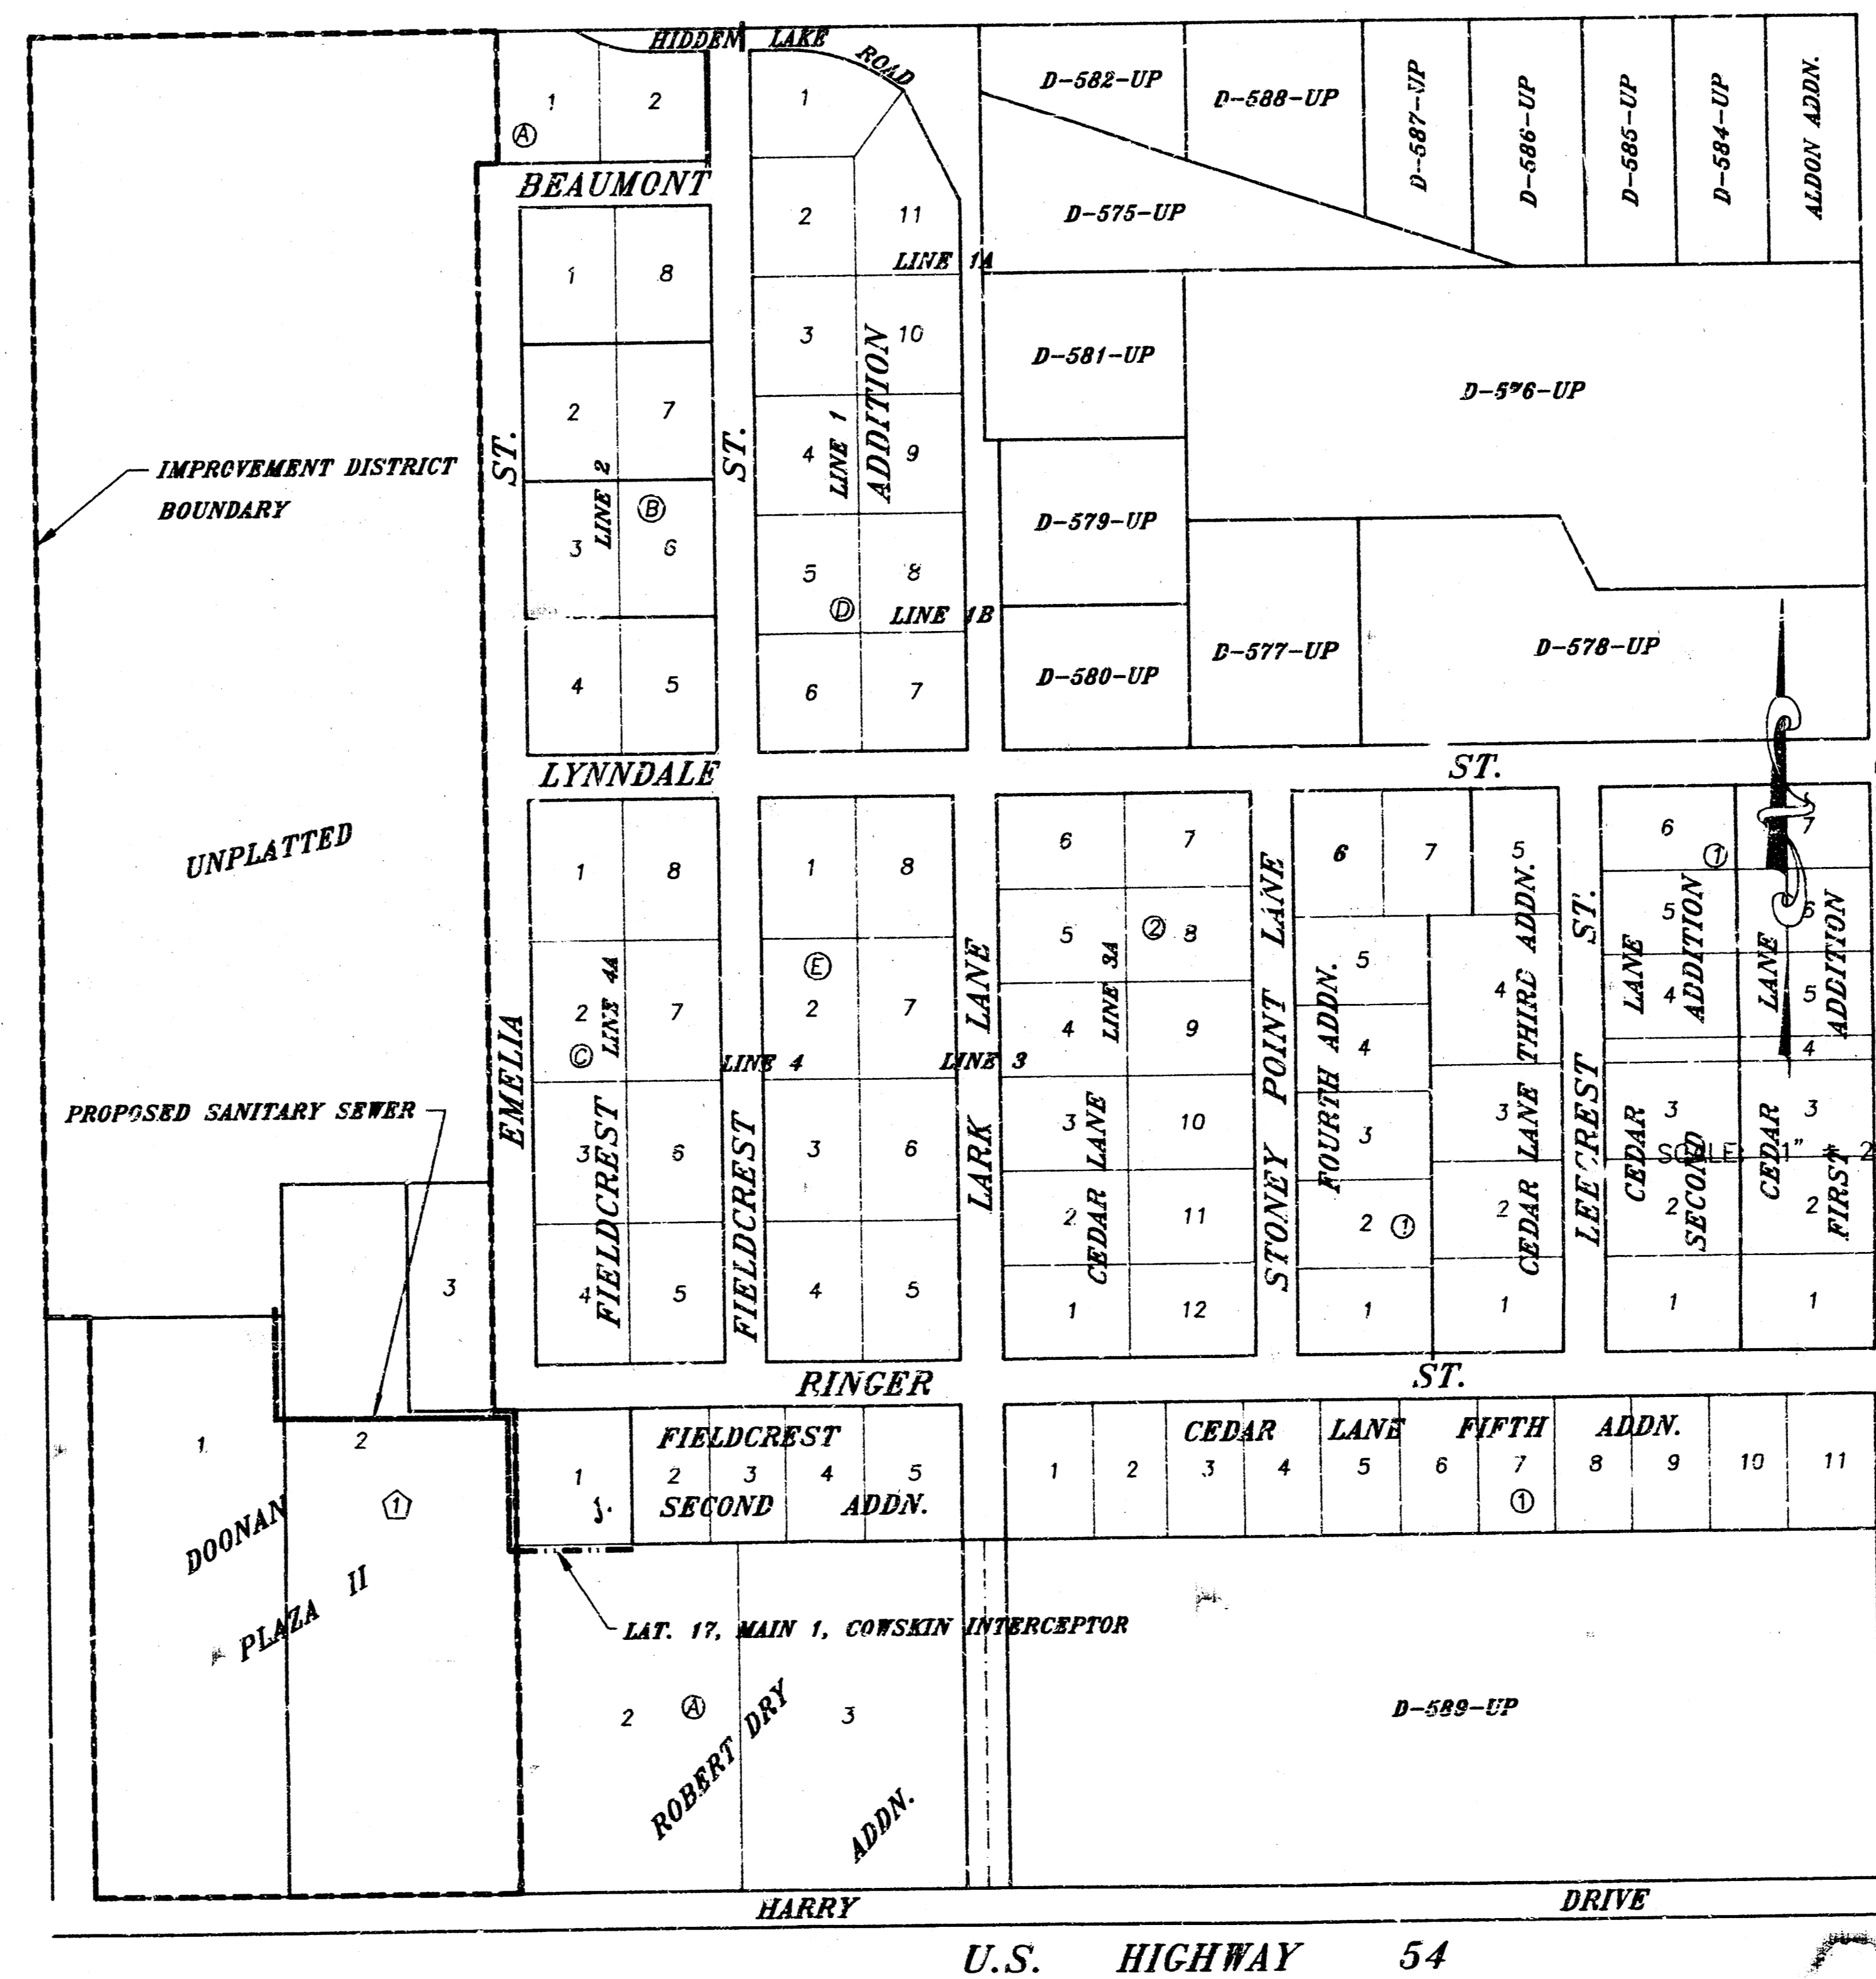 HIDDEN LAKE ROAD
D-582-UP
D-588-UP
D-587-UP
D-586-UP
D-585-UP
D-584-UP
ALDON ADDN.
1
2
A
1
BEAUMONT
D-575-UP
2
11
LINE 1A
1
8
3
10
D-581-UP
D-576-UP
ADDITION
LINE 1
2
7
4
9
ST.
ST.
IMPROVEMENT DISTRICT
BOUNDARY
LINE 2
B
D-579-UP
3
6
5
8
D
LINE 1B
D-577-UP
D-578-UP
D-580-UP
4
5
6
7
LYNNDALE ST.
UNPLATTED
1
8
1
8
6
7
6
7
5
6
1
7
5
2
8
5
5
6
E
2
7
2
7
4
9
4
4
4
5
4
C
LINE 4A
LINE 4
LINE 3
LINE 3A
EMELIA
FIELDCREST
FIELDCREST
LARK LANE
CEDAR LANE
STONEY POINT LANE
FOURTH ADDN.
CEDAR LANE THIRD ADDN.
LEECREST ST.
CEDAR LANE
SECOND ADDITION
CEDAR LANE
FIRST ADDITION
PROPOSED SANITARY SEWER
3
6
3
6
3
10
3
3
3
3
SCALE 1" = 2
2
11
2
1
2
2
2
3
4
5
4
5
1
12
1
1
1
1
RINGER ST.
1
2
1
FIELDCREST
1
2
3
4
5
SECOND ADDN.
CEDAR LANE FIFTH ADDN.
1
2
3
4
5
6
7
8
9
10
11
1
DOONAN
PLAZA II
LAT. 17, MAIN 1, COWSKIN INTERCEPTOR
2
A
3
ROBERT DRY
ADDN.
D-589-UP
HARRY DRIVE
U.S. HIGHWAY 54